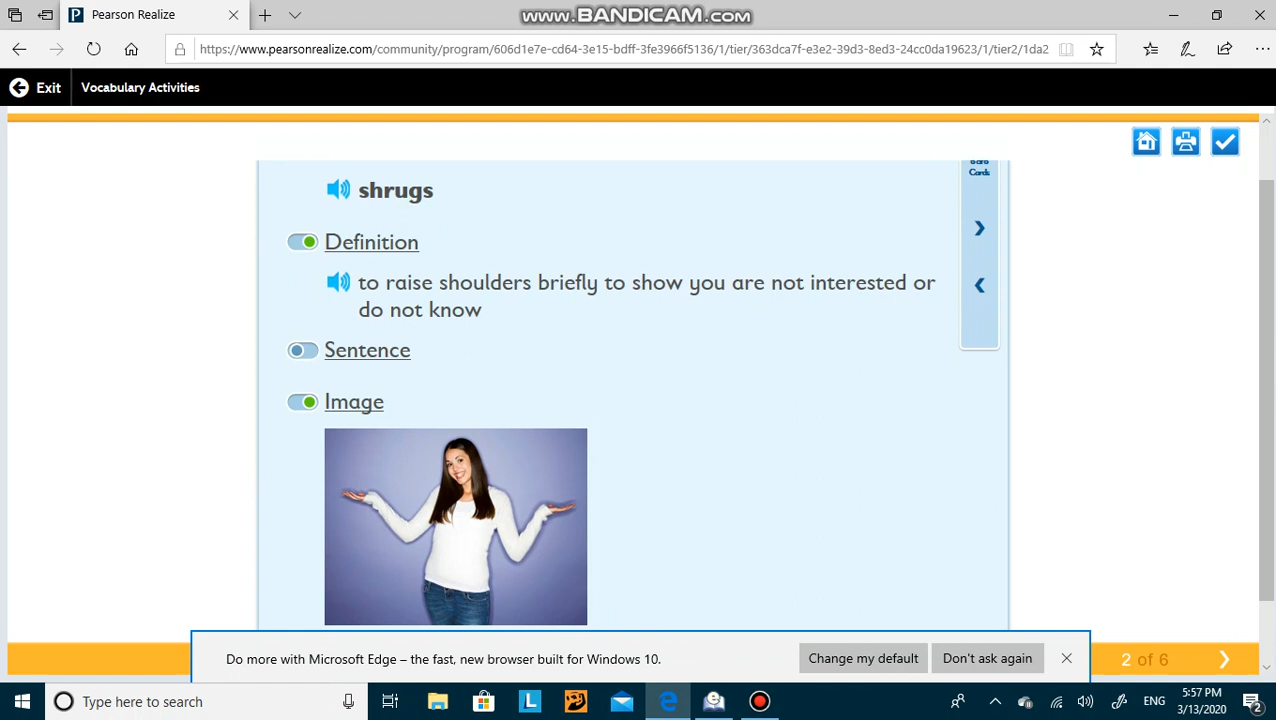 Pearson Realize
www.BANDICAM.com
https://www.pearsonrealize.com/community/program/606d1e7e-cd64-3e15-bdff-3fe3966f5136/1/tier/363dca7f-e3e2-39d3-8ed3-24cc0da19623/1/tier2/1da2
Exit
Vocabulary Activities
Cards
shrugs
Definition
to raise shoulders briefly to show you are not interested or
do not know
Sentence
Image
Do more with Microsoft Edge – the fast, new browser built for Windows 10.
Change my default
Don't ask again
2 of 6
Type here to search
ENG
5:57 PM
3/13/2020
2